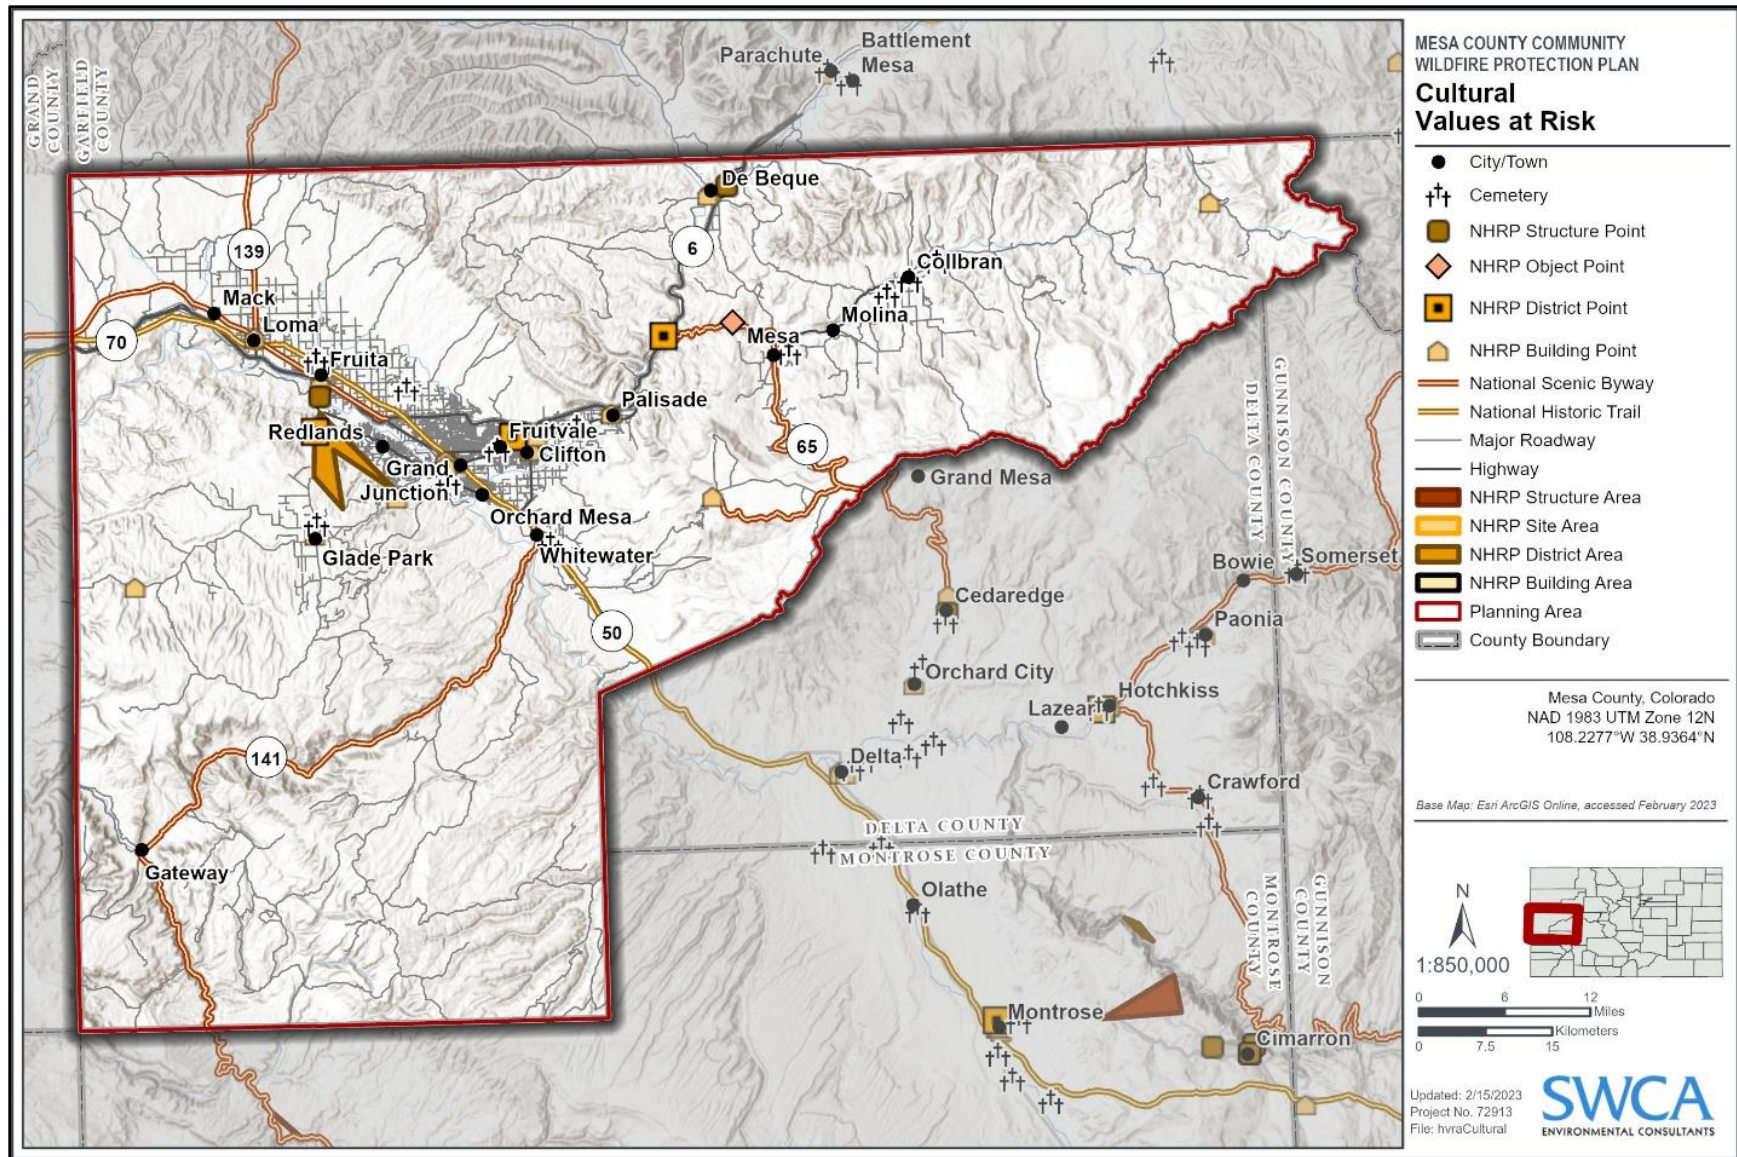 GRAND
COUNTY
GARFIELD
COUNTY
Parachute
Battlement
Mesa
De Beque
139
6
Mack
Loma
70
Collbran
Molina
Mesa
Fruita
Palisade
Redlands
Fruitvale
Clifton
65
Grand
Junction
Grand Mesa
Orchard Mesa
Whitewater
Glade Park
DELTA COUNTY
GUNNISON COUNTY
Bowie
Somerset
Cedaredge
Paonia
50
Orchard City
Hotchkiss
Lazear
141
Delta
Crawford
DELTA COUNTY
MONTROSE COUNTY
Gateway
Olathe
MONTROSE
COUNTY
GUNNISON
COUNTY
Montrose
Cimarron
MESA COUNTY COMMUNITY
WILDFIRE PROTECTION PLAN
Cultural
Values at Risk
City/Town
Cemetery
NHRP Structure Point
NHRP Object Point
NHRP District Point
NHRP Building Point
National Scenic Byway
National Historic Trail
Major Roadway
Highway
NHRP Structure Area
NHRP Site Area
NHRP District Area
NHRP Building Area
Planning Area
County Boundary
Mesa County, Colorado
NAD 1983 UTM Zone 12N
108.2277°W 38.9364°N
Base Map: Esri ArcGIS Online, accessed February 2023
N
1:850,000
0 6 12
Miles
Kilometers
0 7.5 15
Updated: 2/15/2023
Project No. 72913
File: hvraCultural
SWCA
ENVIRONMENTAL CONSULTANTS